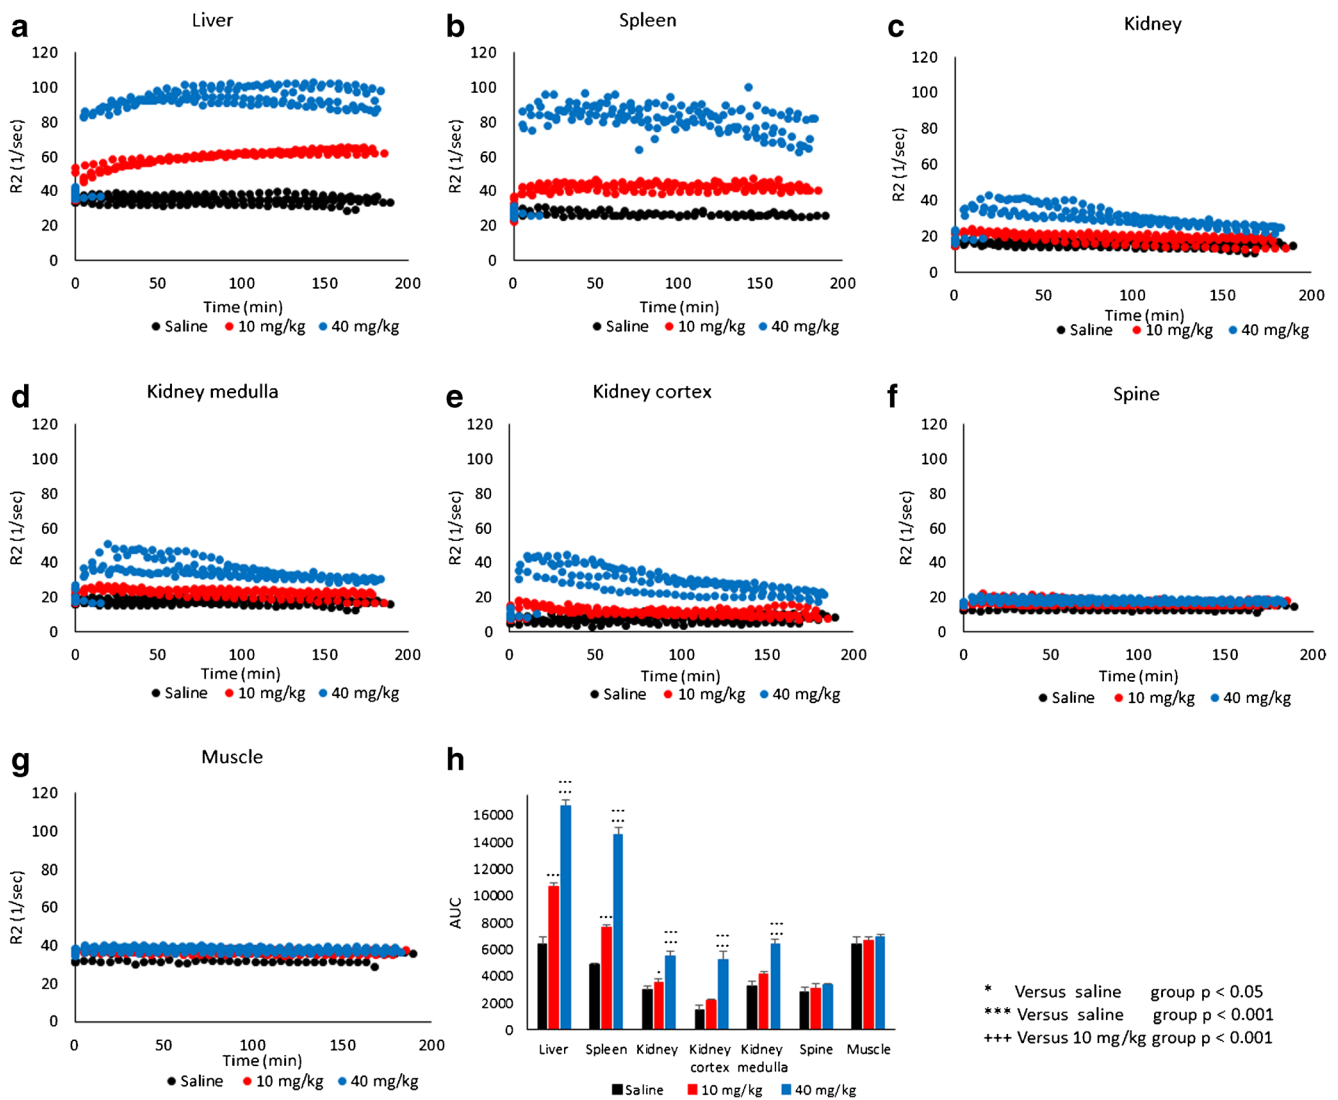 a Liver
120
100
80
60
40
20
0
R2 (1/sec)
0 50 100 150 200
Time (min)
Saline 10 mg/kg 40 mg/kg
b Spleen
120
100
80
60
40
20
0
R2 (1/sec)
0 50 100 150 200
Time (min)
Saline 10 mg/kg 40 mg/kg
c Kidney
120
100
80
60
40
20
0
R2 (1/sec)
0 50 100 150 200
Time (min)
Saline 10 mg/kg 40 mg/kg
d Kidney medulla
120
100
80
60
40
20
0
R2 (1/sec)
0 50 100 150 200
Time (min)
Saline 10 mg/kg 40 mg/kg
e Kidney cortex
120
100
80
60
40
20
0
R2 (1/sec)
0 50 100 150 200
Time (min)
Saline 10 mg/kg 40 mg/kg
f Spine
120
100
80
60
40
20
0
R2 (1/sec)
0 50 100 150 200
Time (min)
Saline 10 mg/kg 40 mg/kg
g Muscle
120
100
80
60
40
20
0
R2 (1/sec)
0 50 100 150 200
Time (min)
Saline 10 mg/kg 40 mg/kg
h
16000
14000
12000
10000
8000
6000
4000
2000
0
AUC
Liver Spleen Kidney Kidney Kidney Spine Muscle
cortex medulla
Saline 10 mg/kg 40 mg/kg
* Versus saline group p < 0.05
*** Versus saline group p < 0.001
+++ Versus 10 mg/kg group p < 0.001